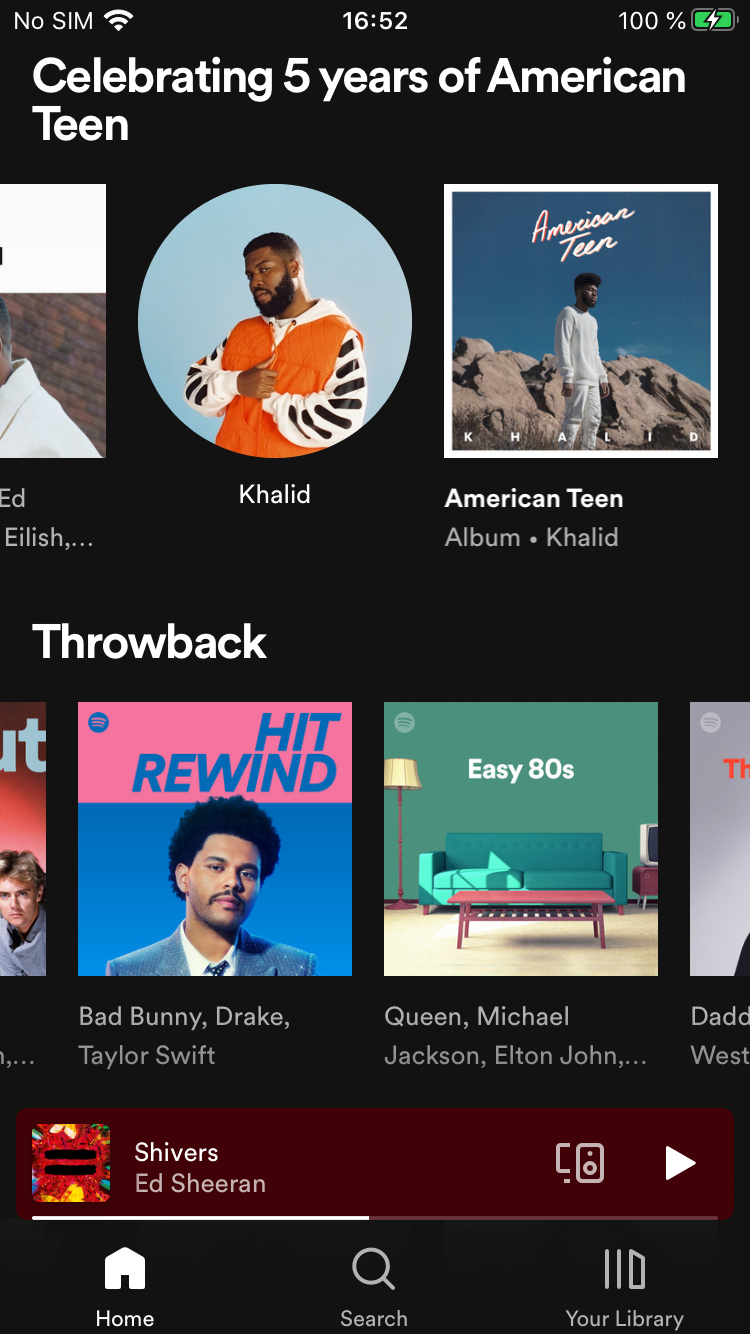 No SIM 16:52 100 %
Celebrating 5 years of American
Teen
American
Teen
K H A L I D
Ed
Eilish,...
Khalid
American Teen
Album • Khalid
Throwback
ut
HIT
REWIND
Easy 80s
Th
Bad Bunny, Drake,
Taylor Swift
Queen, Michael
Jackson, Elton John,...
Dadd
West
Shivers
Ed Sheeran
Home
Search
Your Library